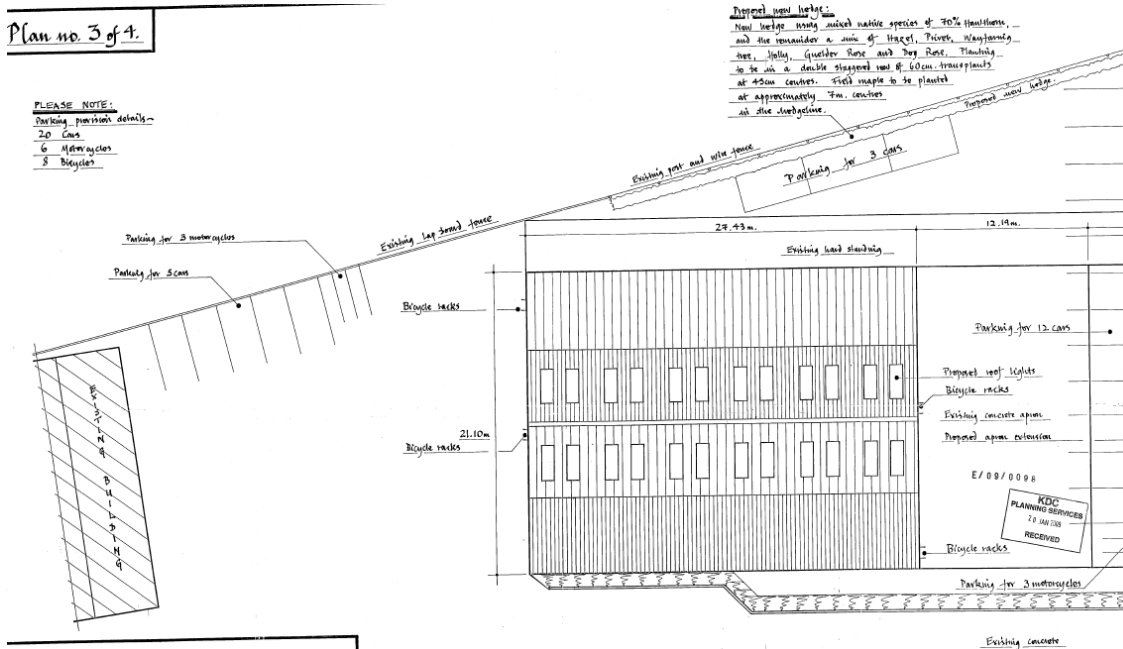 Plan no. 3 of 4.
Proposed new hedge:
New hedge using mixed native species of 70% Hawthorn,
and the remainder a mix of Hazel, Privet, Wayfaring
tree, Holly, Guelder Rose and Dog Rose. Planting
to be in a double staggered row of 60cm. transplants
at 45cm centres. Field maple to be planted
at approximately 7m. centres
in the hedgeline.
PLEASE NOTE:
Parking provision details-
20 Cars
6 Motorcycles
8 Bicycles
Proposed new hedge.
Existing post and wire fence
Parking for 3 cars
Parking for 3 motorcycles
Existing Lap board fence
Parking for 5 cars
27.43m.
12.19m.
Existing hard standing
Bicycle racks
Parking for 12 cars
Proposed roof lights
Bicycle racks
Existing concrete apron
Proposed apron extension
21.10m
Bicycle racks
EXISTING BUILDING
E/09/0098
KDC
PLANNING SERVICES
20 JAN 2009
RECEIVED
Bicycle racks
Parking for 3 motorcycles
Existing concrete